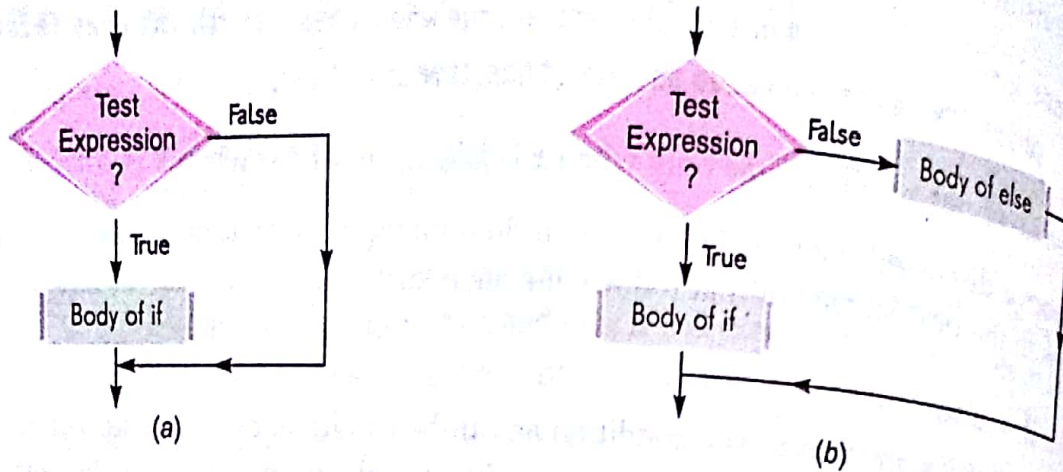 Test
Expression
?
False
True
Body of if
(a)
Test
Expression
?
False
Body of else
True
Body of if
(b)